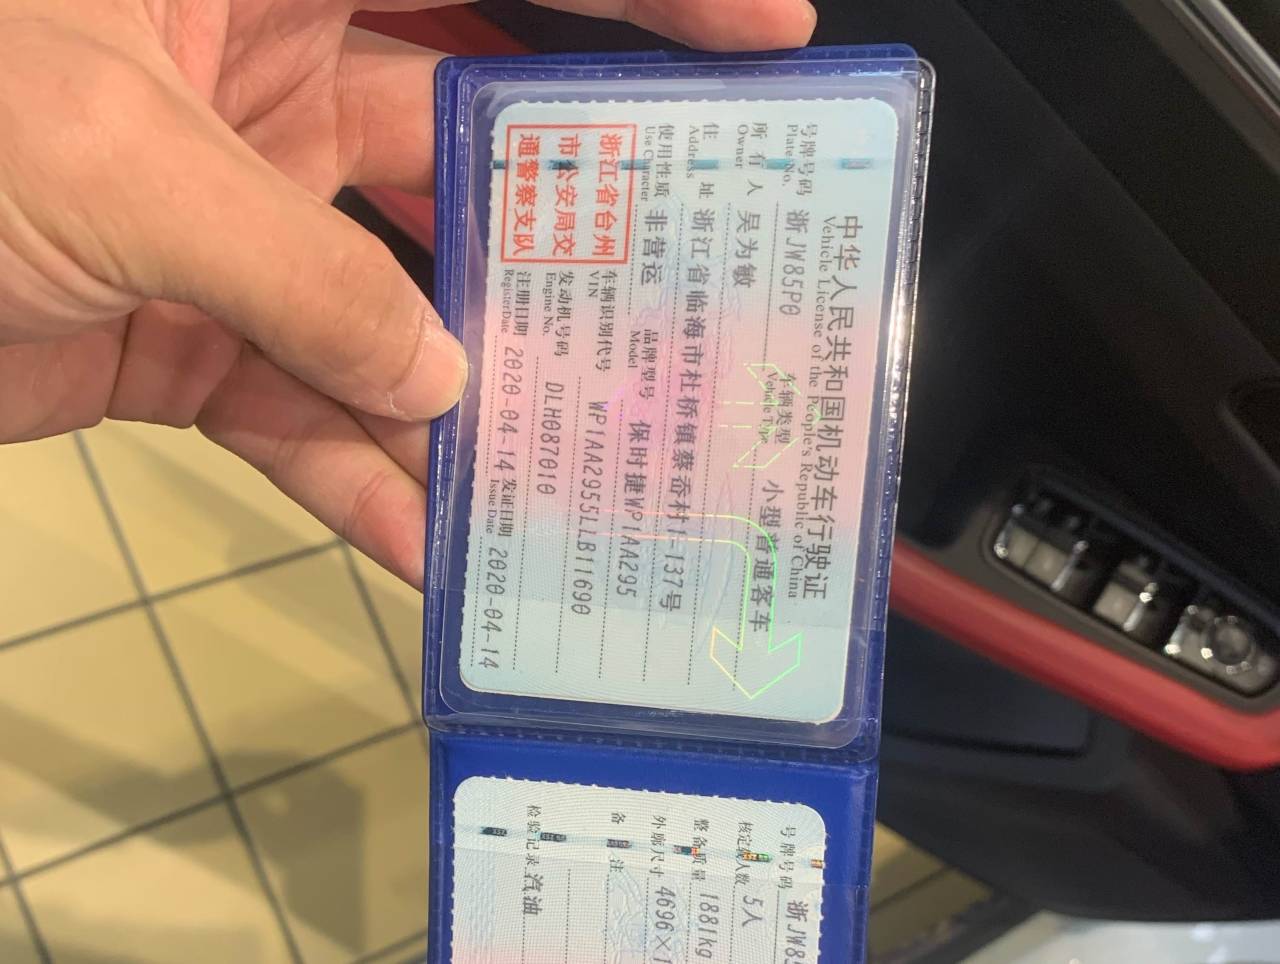 中华人民共和国机动车行驶证
Vehicle License of the People's Republic of China
号牌号码 浙JW85P0 车辆类型 小型普通客车
Plate No. Vehicle Type
所有人 吴为敏
Owner
住址 浙江省临海市杜桥镇蔡岙村1-137号
Address
使用性质 非营运 品牌型号 保时捷WP1AA295
Use Character Model
浙江省台州
市公安局交
通警察支队
车辆识别代号 WP1AA2955LLB11690
VIN
发动机号码 DLH087010
Engine No.
注册日期 2020-04-14 发证日期 2020-04-14
Register Date Issue Date
号牌号码 浙JW85
核定载人数 5人
整备质量 1881kg
外廓尺寸 4696×1
备注
检验记录 汽油